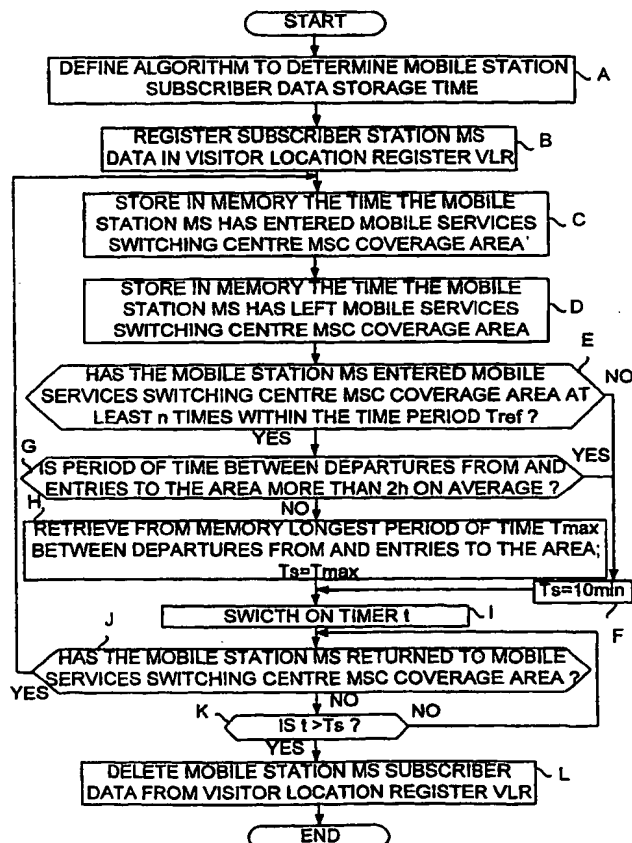 START
DEFINE ALGORITHM TO DETERMINE MOBILE STATION
SUBSCRIBER DATA STORAGE TIME
A
REGISTER SUBSCRIBER STATION MS
DATA IN VISITOR LOCATION REGISTER VLR
B
STORE IN MEMORY THE TIME THE MOBILE
STATION MS HAS ENTERED MOBILE SERVICES
SWITCHING CENTRE MSC COVERAGE AREA'
C
STORE IN MEMORY THE TIME THE MOBILE
STATION MS HAS LEFT MOBILE SERVICES
SWITCHING CENTRE MSC COVERAGE AREA
D
E
HAS THE MOBILE STATION MS ENTERED MOBILE
SERVICES SWITCHING CENTRE MSC COVERAGE AREA AT
LEAST n TIMES WITHIN THE TIME PERIOD Tref ?
NO
YES
G
IS PERIOD OF TIME BETWEEN DEPARTURES FROM AND
ENTRIES TO THE AREA MORE THAN 2h ON AVERAGE ?
YES
NO
H
RETRIEVE FROM MEMORY LONGEST PERIOD OF TIME Tmax
BETWEEN DEPARTURES FROM AND ENTRIES TO THE AREA;
Ts=Tmax
Ts=10min
F
SWICTH ON TIMER t
I
J
HAS THE MOBILE STATION MS RETURNED TO MOBILE
SERVICES SWITCHING CENTRE MSC COVERAGE AREA ?
YES
NO
K
IS t >Ts ?
NO
YES
DELETE MOBILE STATION MS SUBSCRIBER
DATA FROM VISITOR LOCATION REGISTER VLR
L
END